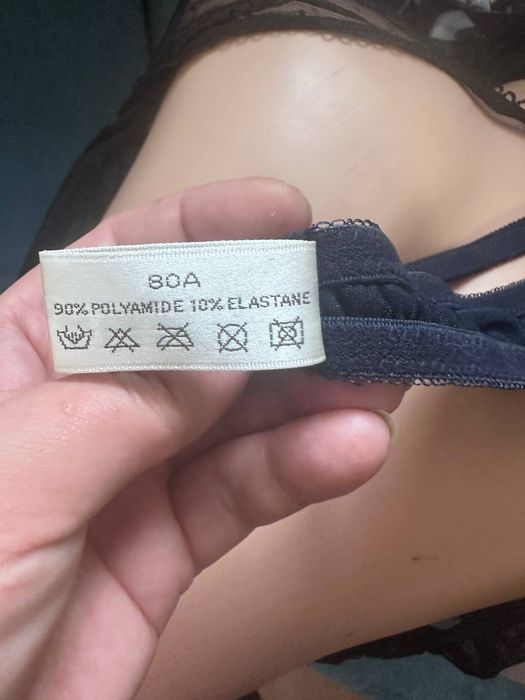 80A
90% POLYAMIDE 10% ELASTANE